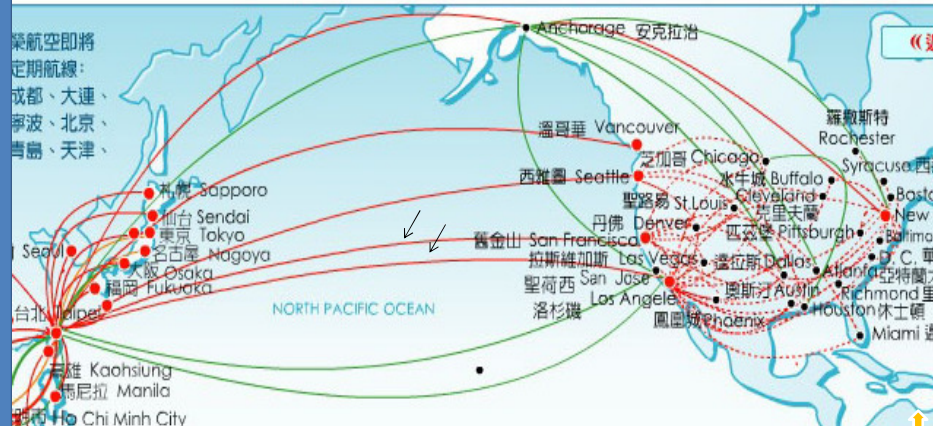 榮航空即將
定期航線：
成都、大連、
寧波、北京、
青島、天津、
Anchorage 安克拉治
溫哥華 Vancouver
羅徹斯特
Rochester
芝加哥 Chicago
Syracusa
西雅圖 Seattle
水牛城 Buffalo
聖路易 St.Louis
Cleveland
克里夫蘭
丹佛 Denver
匹茲堡 Pittsburgh
舊金山 San Francisco
拉斯維加斯 Las Vegas
達拉斯 Dallas
D. C.
Atlanta 亞特蘭大
聖荷西 San Jose
奧斯汀 Austin
Richmond
洛杉磯 Los Angele
Houston 休士頓
鳳凰城 Phoenix
Miami
札幌 Sapporo
仙台 Sendai
東京 Tokyo
Seoul
名古屋 Nagoya
大阪 Osaka
福岡 Fukuoka
台北 Taipei
NORTH PACIFIC OCEAN
高雄 Kaohsiung
馬尼拉 Manila
Ho Chi Minh City
New